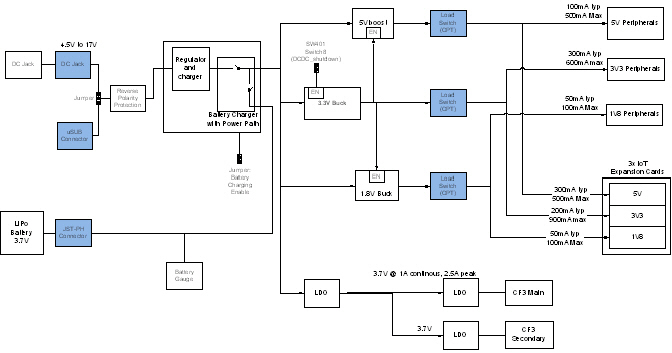 100mA typ
500mA Max
5V Peripherals
5V boost
EN
Load
Switch
(OPT)
4.5V to 17V
DC Jack
DC Jack
Jumper
Reverse
Polarity
Protection
uSUB
Connector
Regulator
and
charger
Battery Charger
with Power Path
Jumper:
Battery
Charging
Enable
SW401
Switch8
(DCDC_shutdown)
EN
3.3V Buck
Load
Switch
(OPT)
300mA typ
600mA max
3V3 Peripherals
50mA typ
100mA Max
1V8 Peripherals
EN
1.8V Buck
Load
Switch
(OPT)
3x IoT
Expansion Cards
300mA typ
500mA Max
5V
200mA typ
900mA Max
3V3
50mA typ
100mA Max
1V8
LiPo
Battery
3.7V
JST-PH
Connector
Battery
Gauge
3.7V @ 1A continous, 2.5A peak
LDO
LDO
CF3 Main
3.7V
LDO
CF3
Secondary